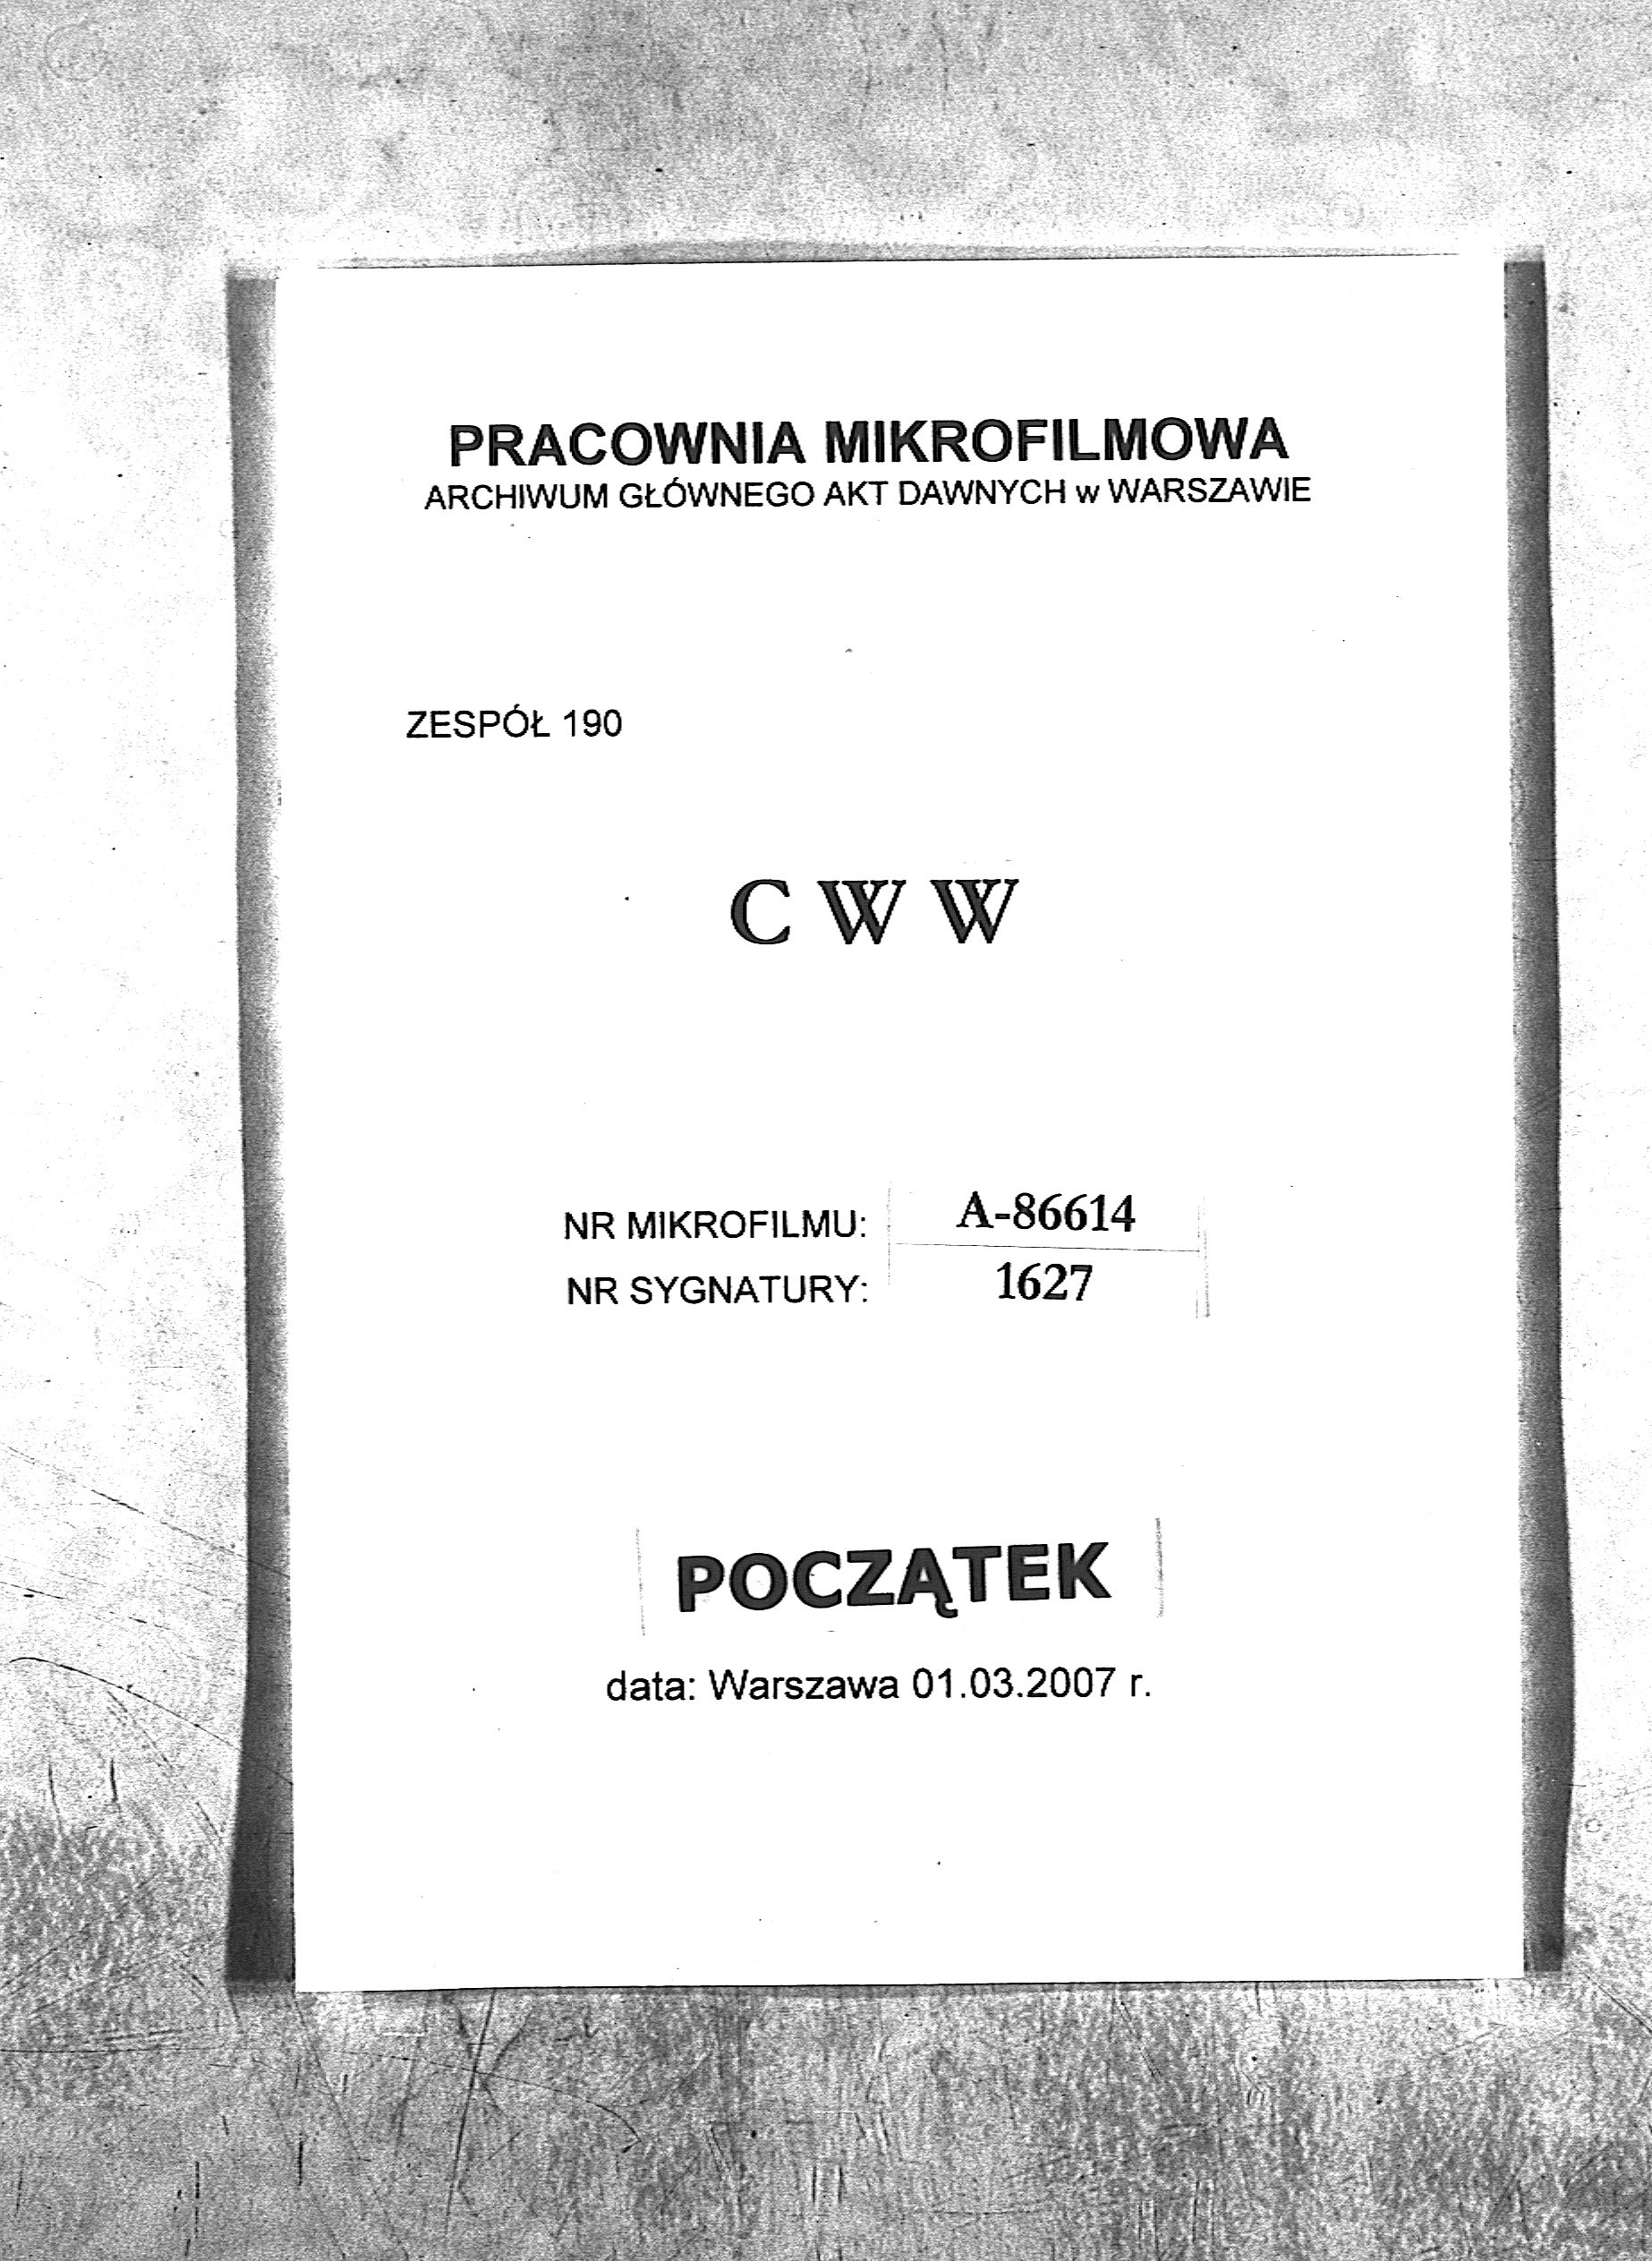 PRACOWNIA MIKROFILMOWA
ARCHIWUM GŁÓWNEGO AKT DAWNYCH w WARSZAWIE
ZESPÓŁ 190
C W W
NR MIKROFILMU: A-86614
NR SYGNATURY: 1627
POCZĄTEK
data: Warszawa 01.03.2007 r.